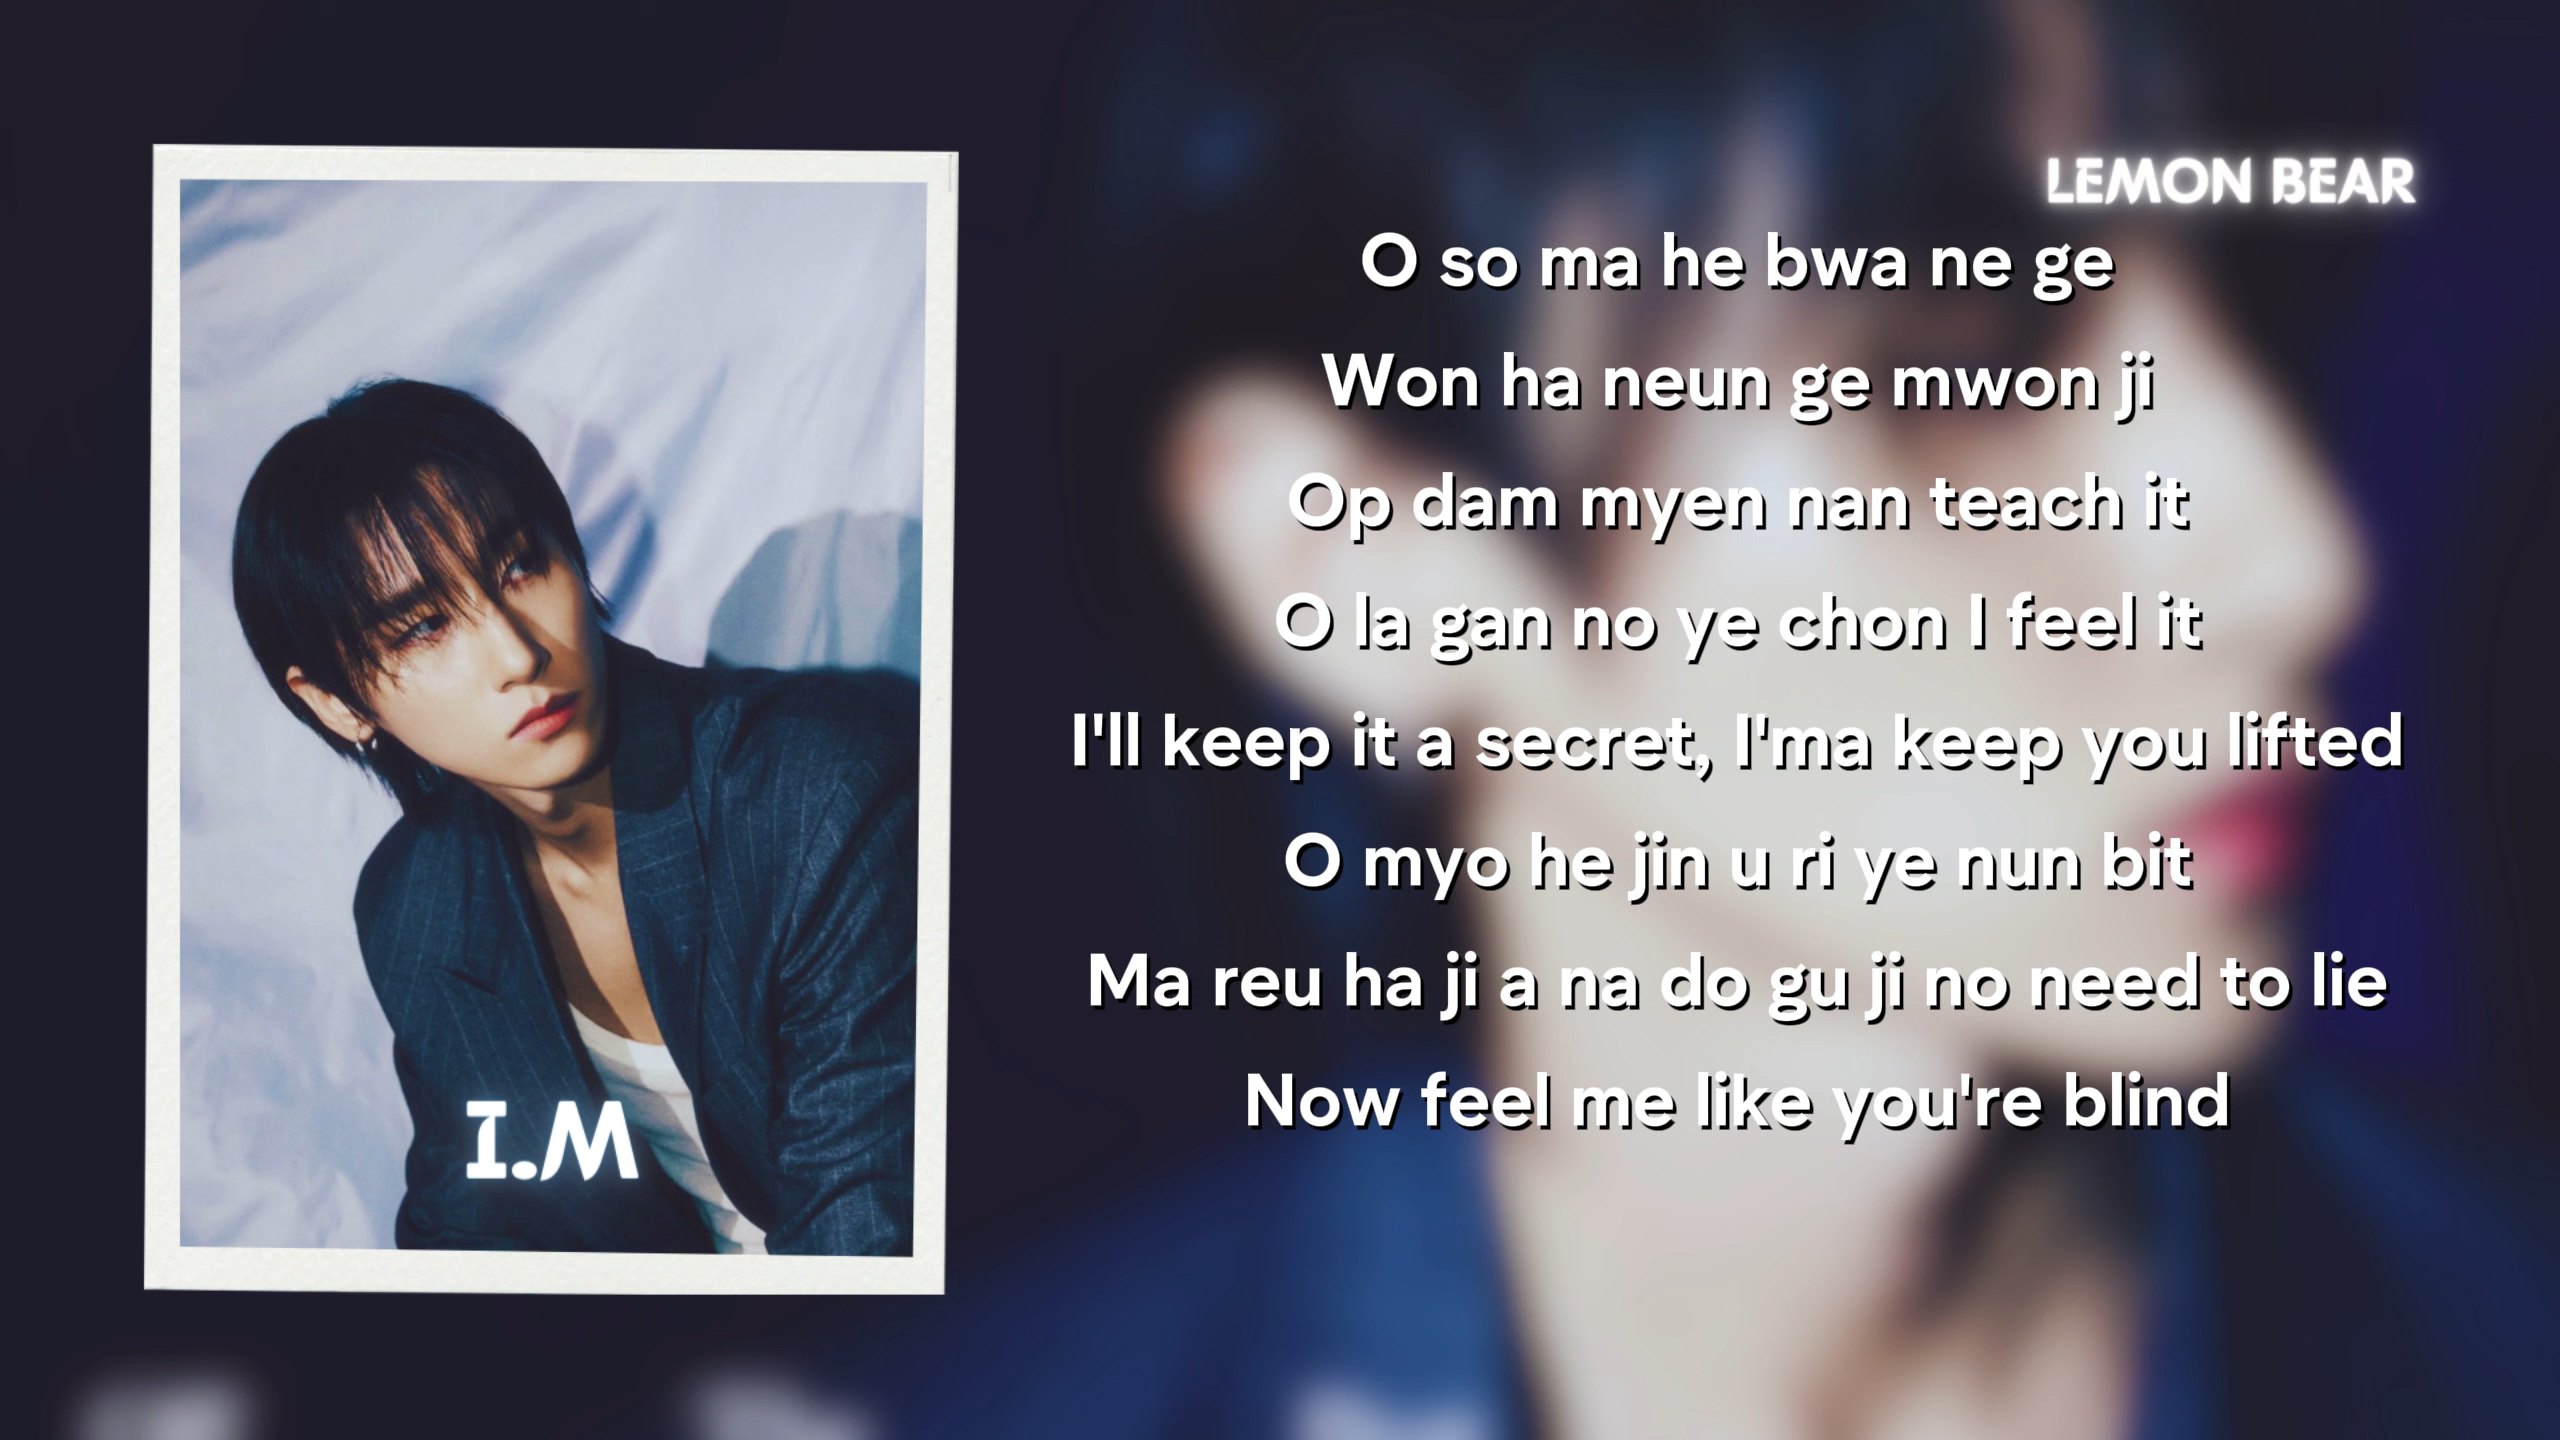 LEMON BEAR
O so ma he bwa ne ge
Won ha neun ge mwon ji
Op dam myen nan teach it
O la gan no ye chon I feel it
I'll keep it a secret, I'ma keep you lifted
O myo he jin u ri ye nun bit
Ma reu ha ji a na do gu ji no need to lie
Now feel me like you're blind
I.M